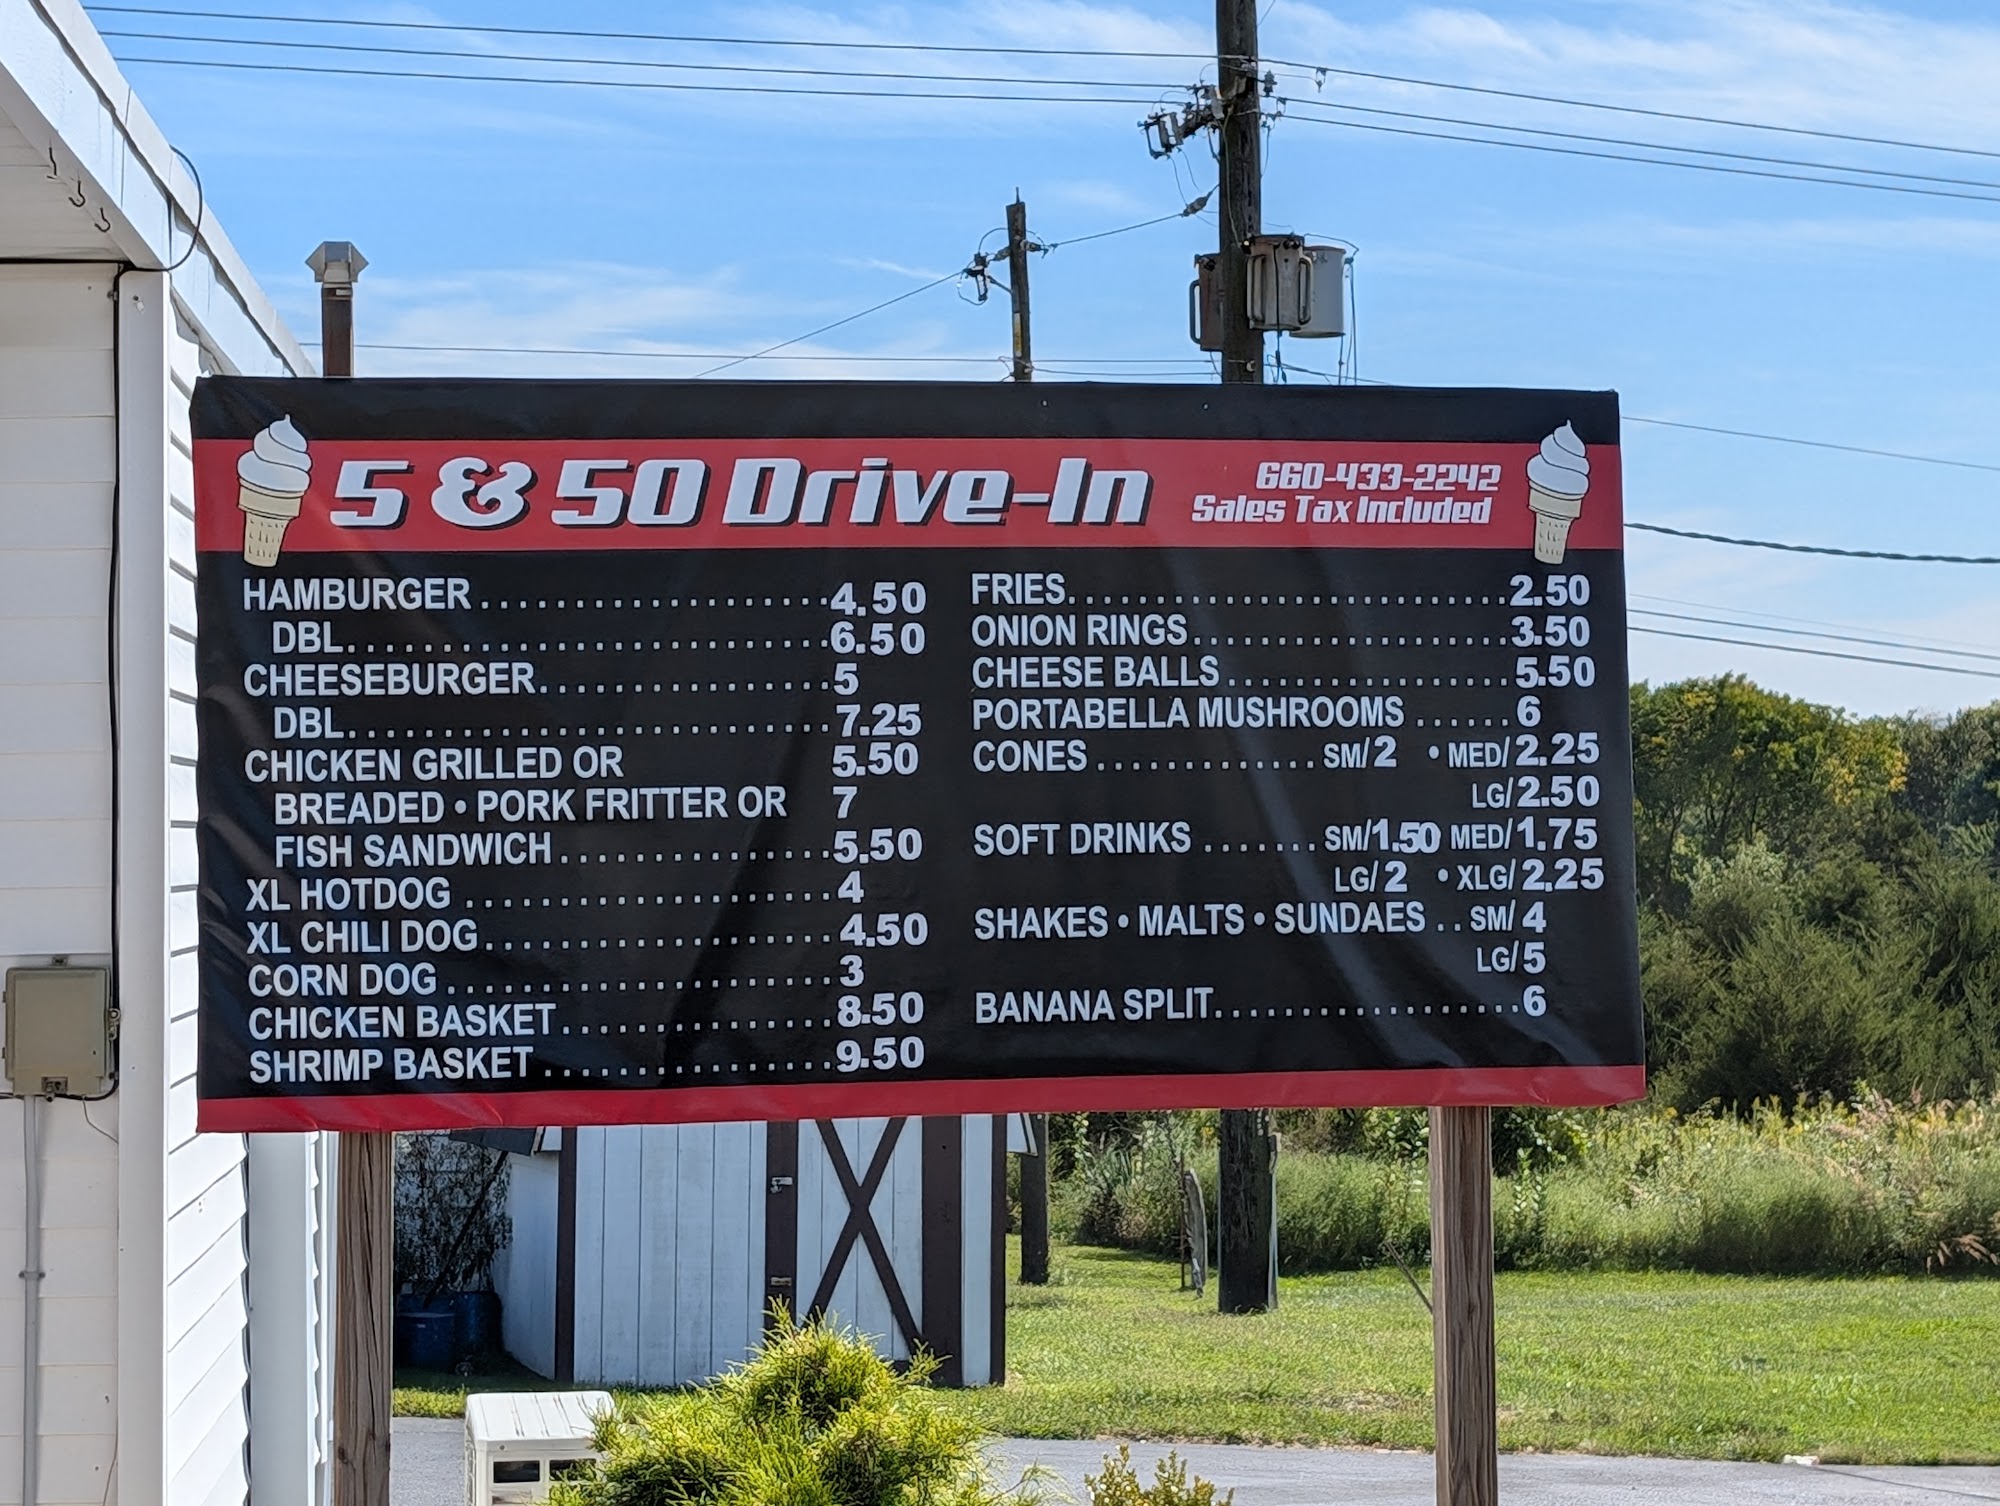 5 & 50 Drive-In
660-433-2242
Sales Tax Included
HAMBURGER...................4.50
DBL...........................6.50
CHEESEBURGER................5
DBL...........................7.25
CHICKEN GRILLED OR 5.50
BREADED • PORK FRITTER OR 7
FISH SANDWICH...............5.50
XL HOTDOG....................4
XL CHILI DOG...................4.50
CORN DOG.....................3
CHICKEN BASKET...............8.50
SHRIMP BASKET................9.50
FRIES..........................2.50
ONION RINGS...................3.50
CHEESE BALLS.................5.50
PORTABELLA MUSHROOMS......6
CONES.............SM/2 • MED/2.25
LG/2.50
SOFT DRINKS.......SM/1.50 MED/1.75
LG/2 • XLG/2.25
SHAKES • MALTS • SUNDAES..SM/4
LG/5
BANANA SPLIT...................6